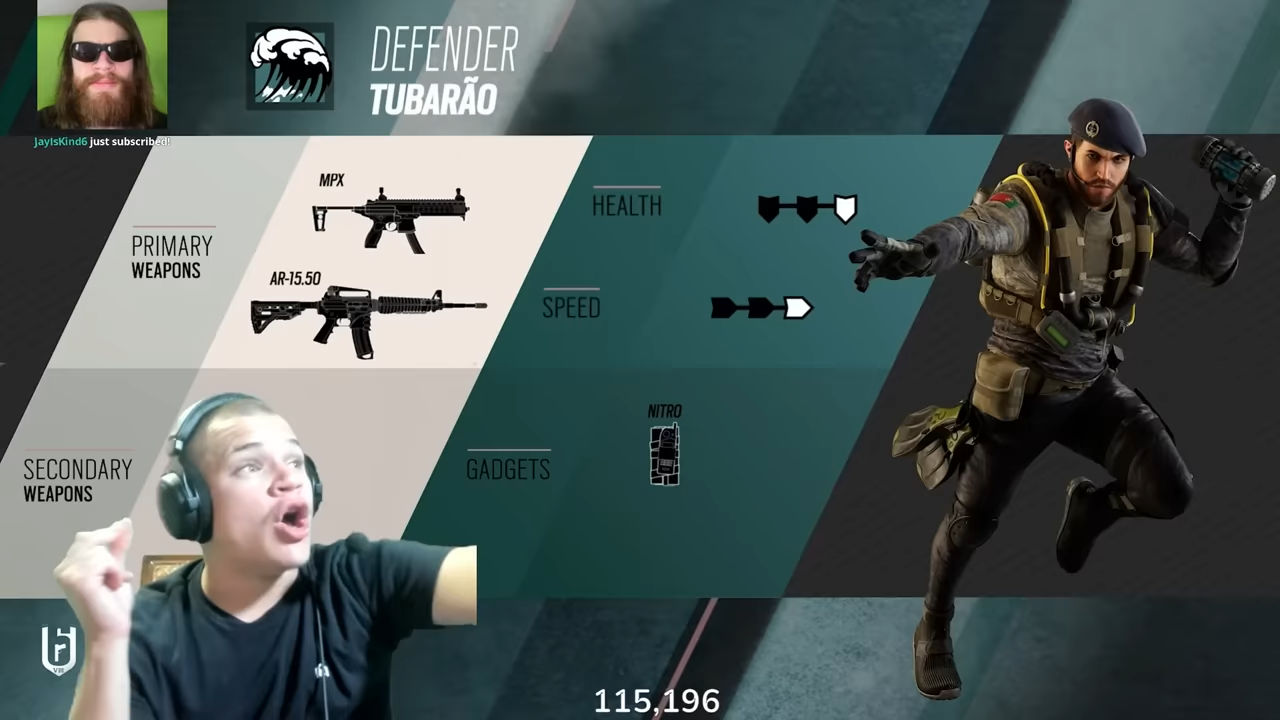 DEFENDER
TUBARÃO
JayIsKind6 just subscribed!
MPX
PRIMARY
WEAPONS
AR-15.50
HEALTH
SPEED
NITRO
SECONDARY
WEAPONS
GADGETS
115,196